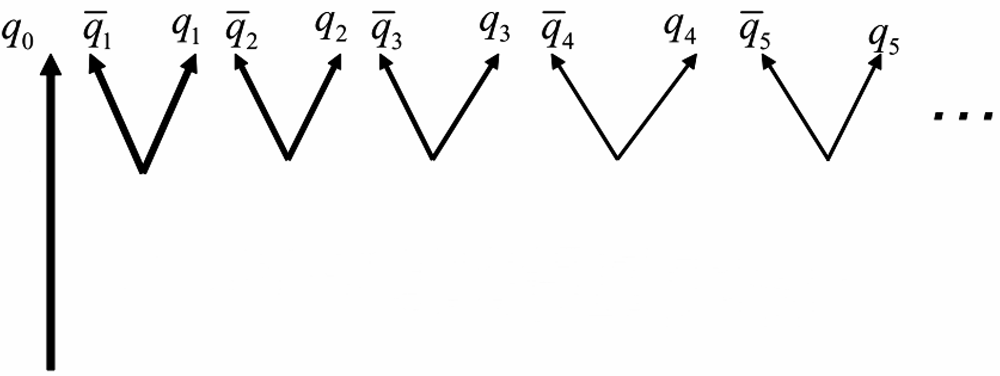 q₀ q̅₁ q₁ q̅₂ q₂ q̅₃ q₃ q̅₄ q₄ q̅₅ q₅
...